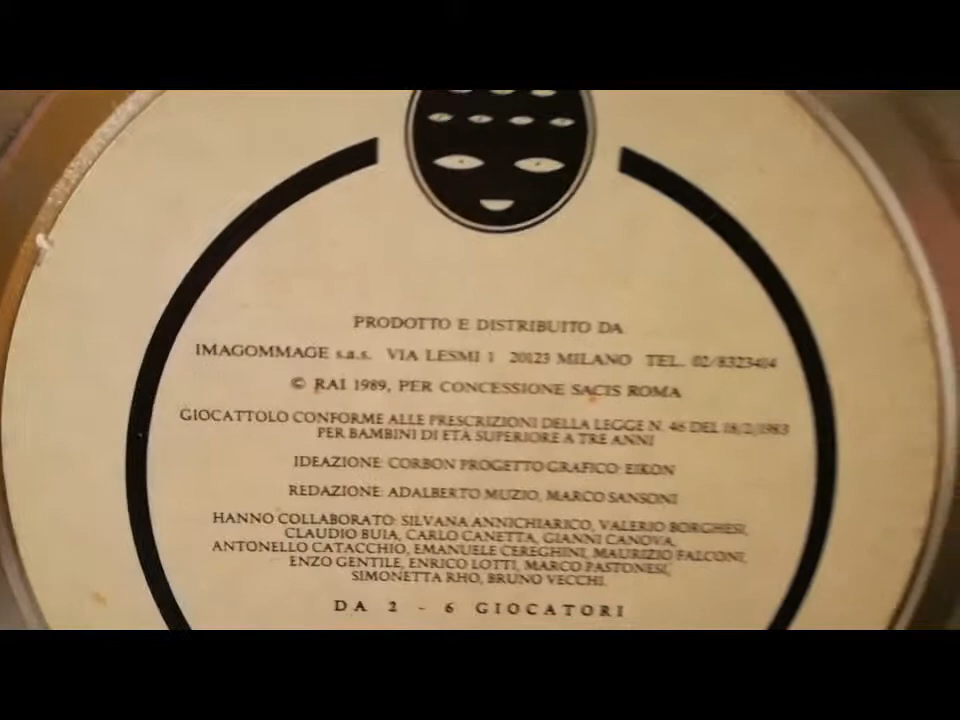 PRODOTTO E DISTRIBUITO DA
IMAGOMMAGE s.a.s. VIA LESMI 1 20123 MILANO TEL. 02/8323404
© RAI 1989, PER CONCESSIONE SACIS ROMA
GIOCATTOLO CONFORME ALLE PRESCRIZIONI DELLA LEGGE N. 46 DEL 18/2/1983
PER BAMBINI DI ETÀ SUPERIORE A TRE ANNI
IDEAZIONE: CORBON PROGETTO GRAFICO: EIKON
REDAZIONE: ADALBERTO MUZIO, MARCO SANSONI
HANNO COLLABORATO: SILVANA ANNICHIARICO, VALERIO BORGHESI,
CLAUDIO BUIA, CARLO CANETTA, GIANNI CANOVA,
ANTONELLO CATACCHIO, EMANUELE CEREGHINI, MAURIZIO FALCONI,
ENZO GENTILE, ENRICO LOTTI, MARCO PASTONESI,
SIMONETTA RHO, BRUNO VECCHI.
DA 2 - 6 GIOCATORI